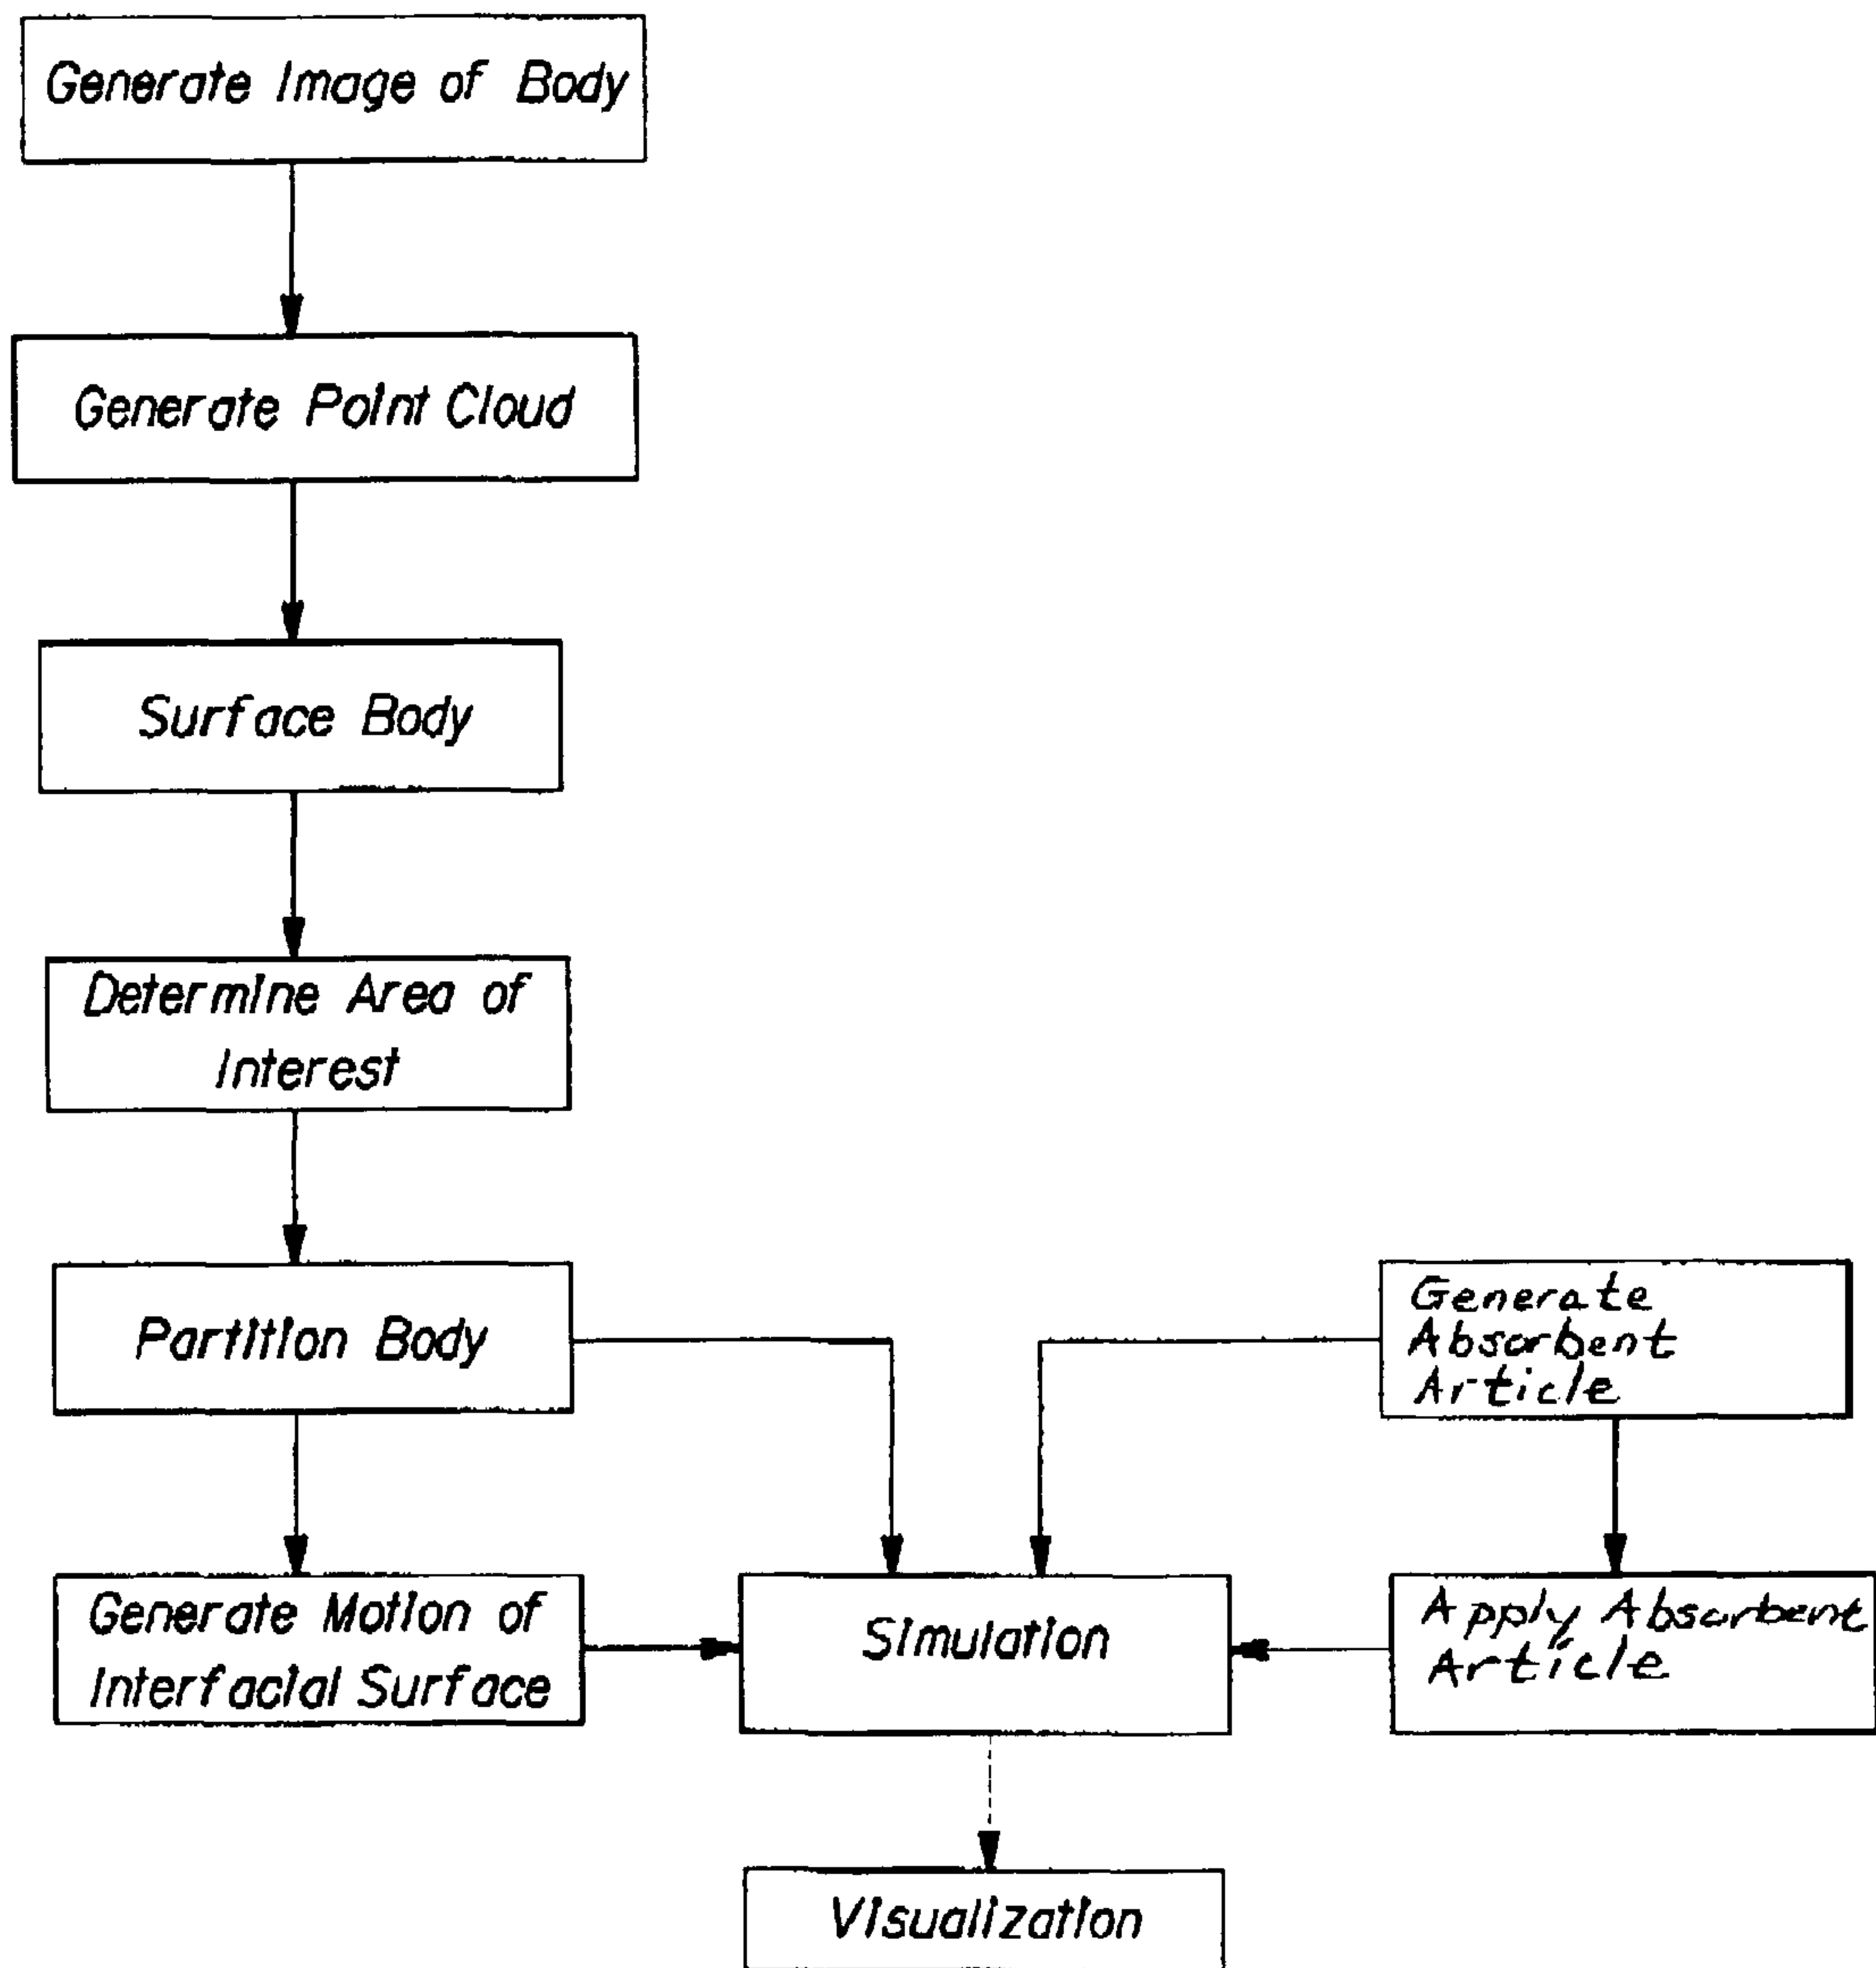 Generate Image of Body
Generate Point Cloud
Surface Body
Determine Area of
Interest
Partition Body
Generate
Absorbent
Article
Generate Motion of
Interfacial Surface
Simulation
Apply Absorbent
Article
Visualization